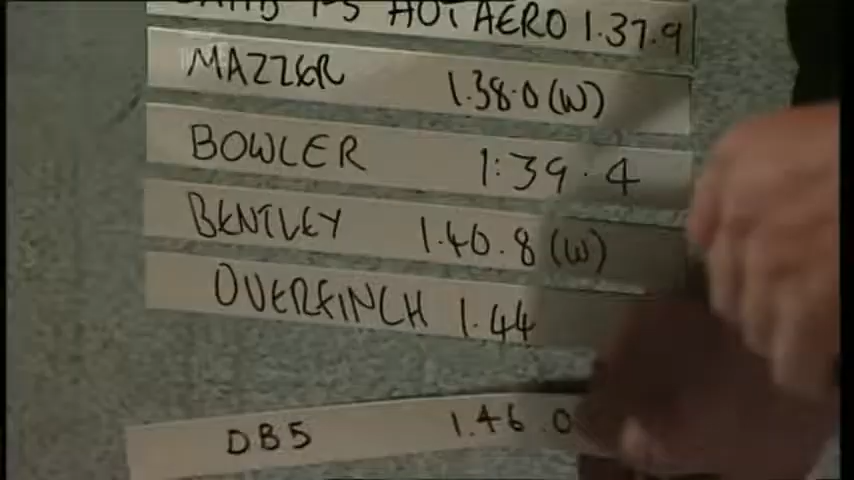 HOT AERO 1.37.9
MAZZER 1.38.0 (W)
BOWLER 1:39.4
BENTLEY 1.40.8 (W)
OVERFINCH 1.44
DB5 1.46.0